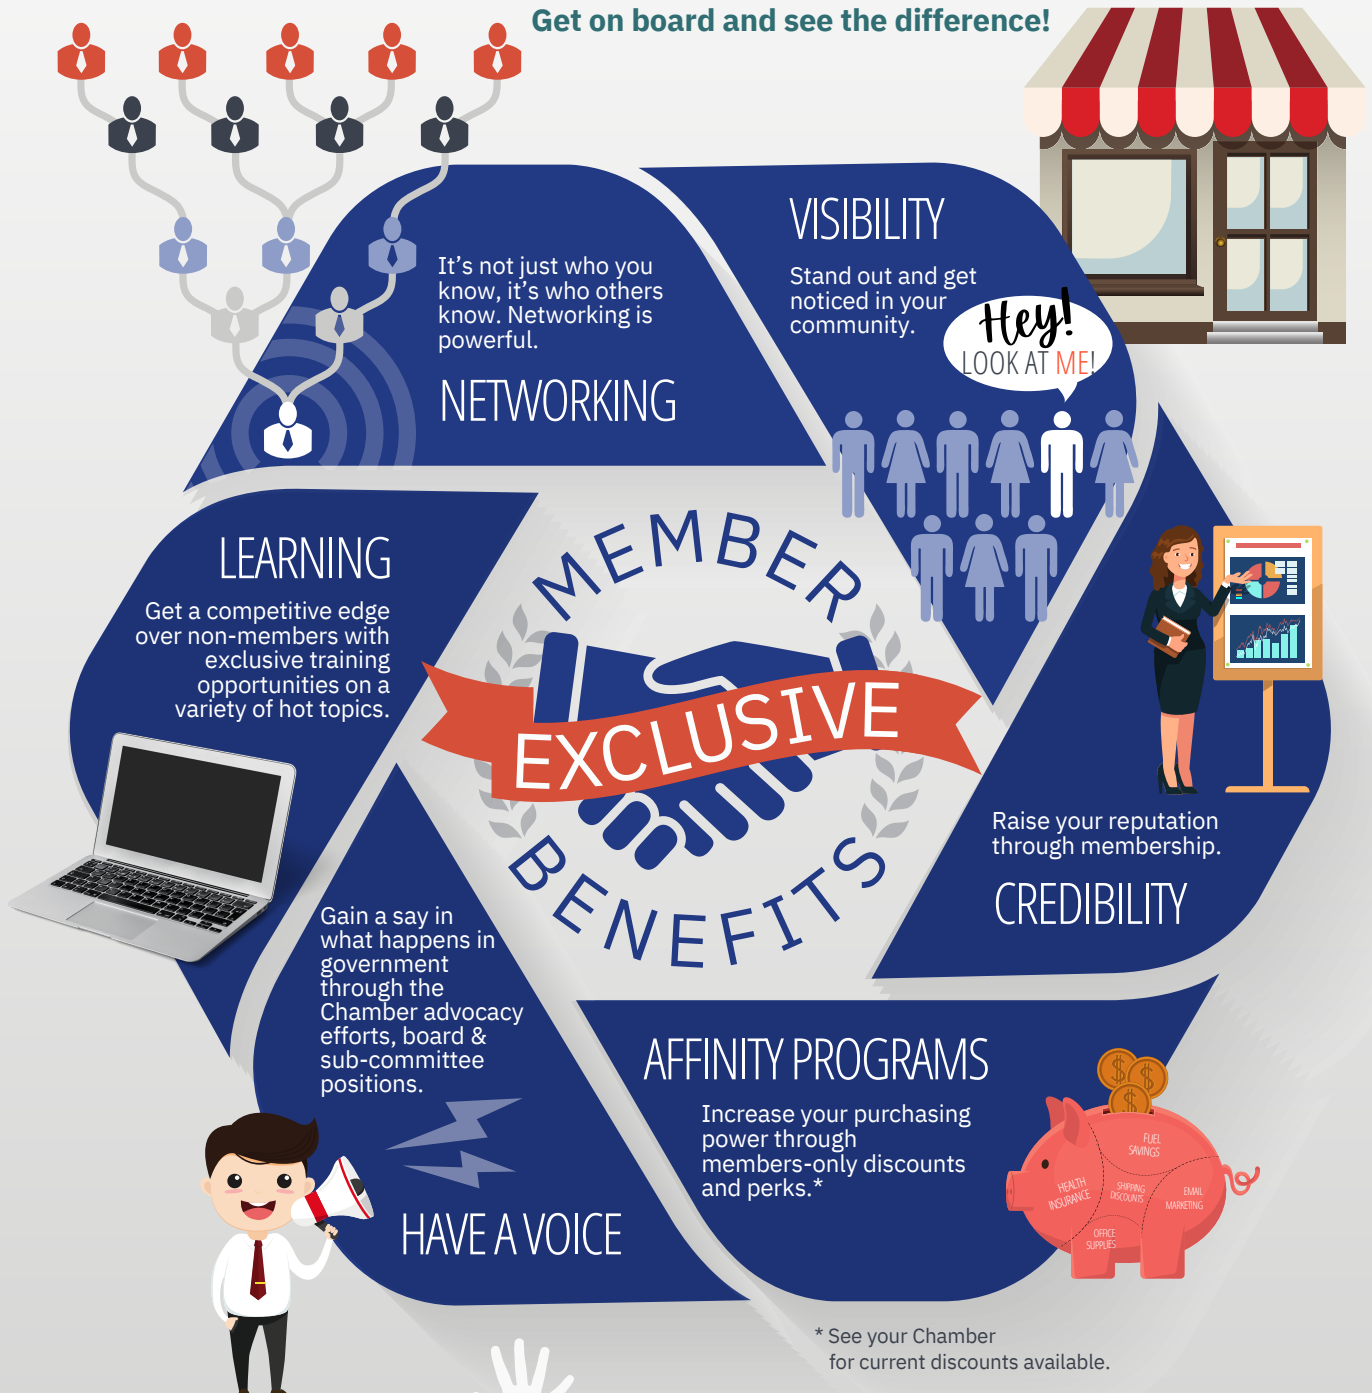 Get on board and see the difference!
It’s not just who you
know, it’s who others
know. Networking is
powerful.
NETWORKING
VISIBILITY
Stand out and get
noticed in your
community.
Hey!
LOOK AT ME!
LEARNING
Get a competitive edge
over non-members with
exclusive training
opportunities on a
variety of hot topics.
MEMBER
EXCLUSIVE
BENEFITS
Raise your reputation
through membership.
CREDIBILITY
Gain a say in
what happens in
government
through the
Chamber advocacy
efforts, board &
sub-committee
positions.
HAVE A VOICE
AFFINITY PROGRAMS
Increase your purchasing
power through
members-only discounts
and perks.*
FUEL
SAVINGS
HEALTH
INSURANCE
SHIPPING
DISCOUNTS
EMAIL
MARKETING
OFFICE
SUPPLIES
* See your Chamber
for current discounts available.